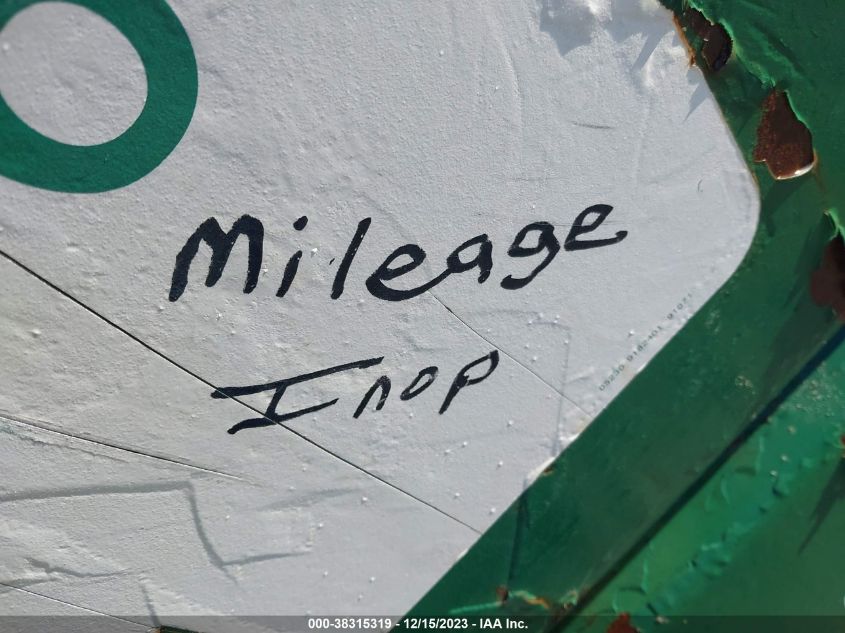 Mileage
Inop
000-38315319 - 12/15/2023 - IAA Inc.